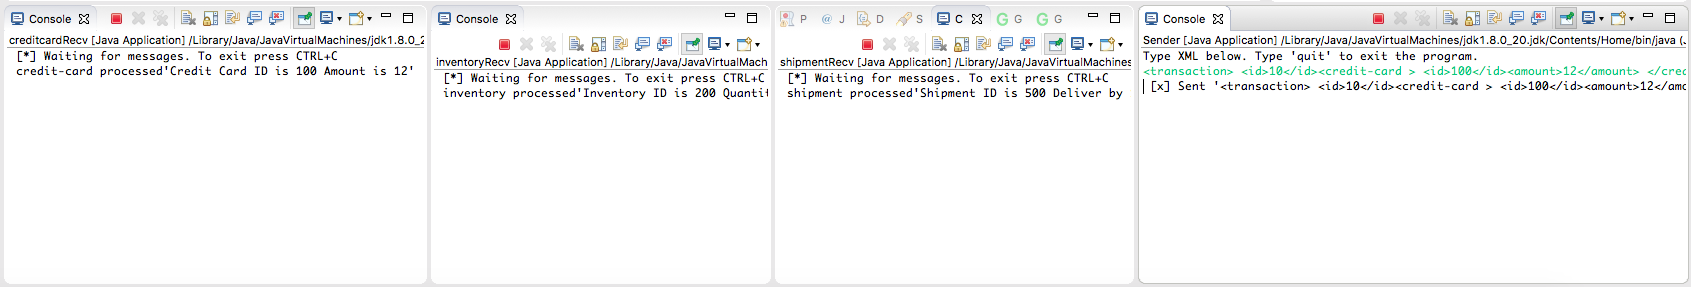 Console
creditcardRecv [Java Application] /Library/Java/JavaVirtualMachines/jdk1.8.0_2
[*] Waiting for messages. To exit press CTRL+C
credit-card processed'Credit Card ID is 100 Amount is 12'
Console
inventoryRecv [Java Application] /Library/Java/JavaVirtualMach
[*] Waiting for messages. To exit press CTRL+C
inventory processed'Inventory ID is 200 Quantit
P @ J D S C G G G G
shipmentRecv [Java Application] /Library/Java/JavaVirtualMachines
[*] Waiting for messages. To exit press CTRL+C
shipment processed'Shipment ID is 500 Deliver by
Console
Sender [Java Application] /Library/Java/JavaVirtualMachines/jdk1.8.0_20.jdk/Contents/Home/bin/java (J
Type XML below. Type 'quit' to exit the program.
<transaction> <id>10</id><credit-card > <id>100</id><amount>12</amount> </cred
[x] Sent '<transaction> <id>10</id><credit-card > <id>100</id><amount>12</amo